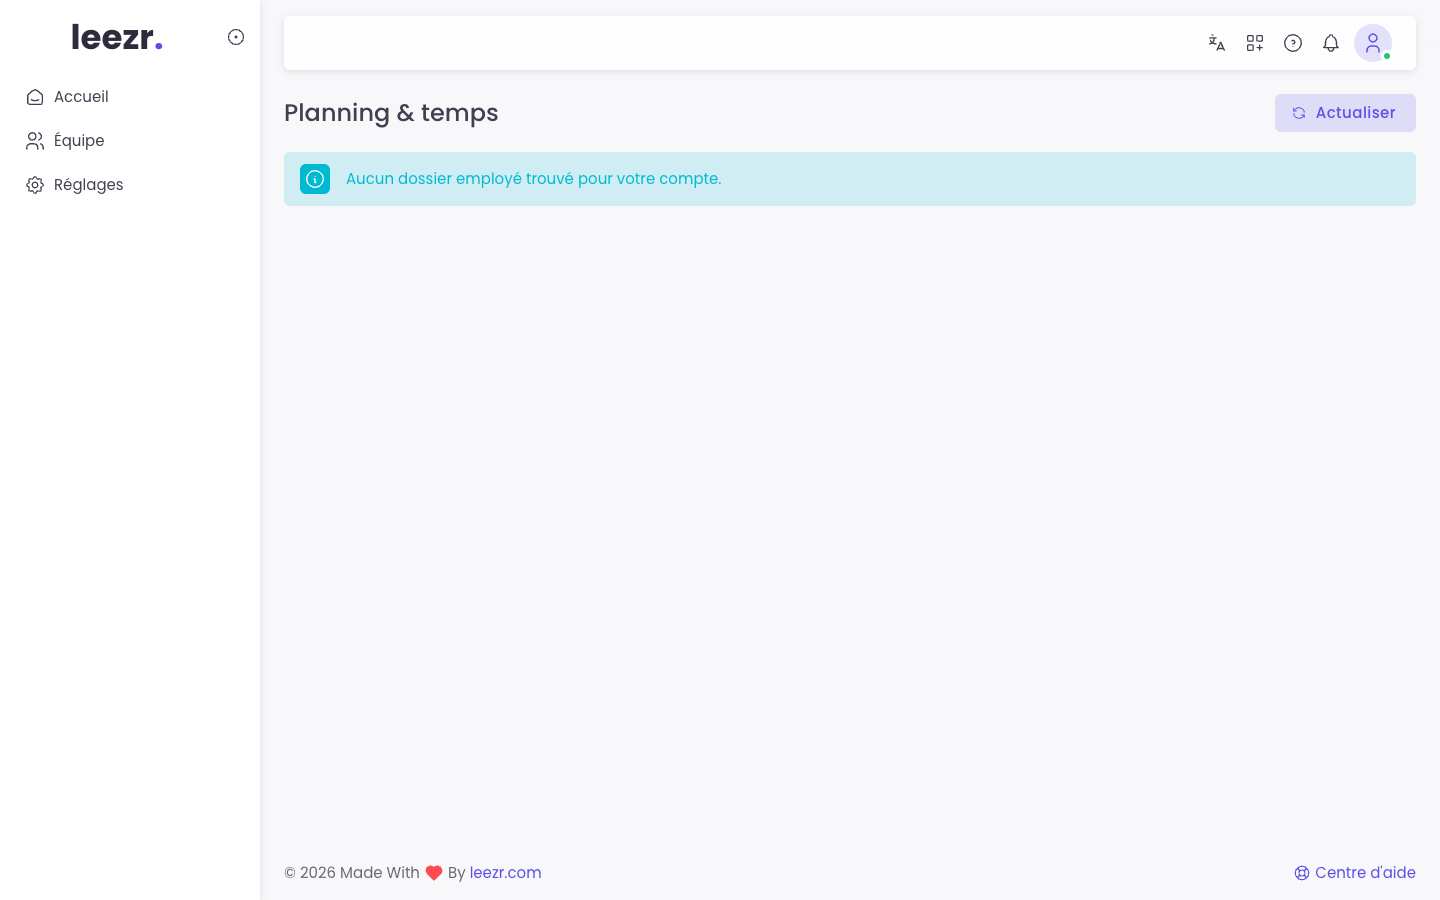 leezr.
Accueil
Équipe
Réglages
Planning & temps
Actualiser
Aucun dossier employé trouvé pour votre compte.
© 2026 Made With By leezr.com
Centre d'aide